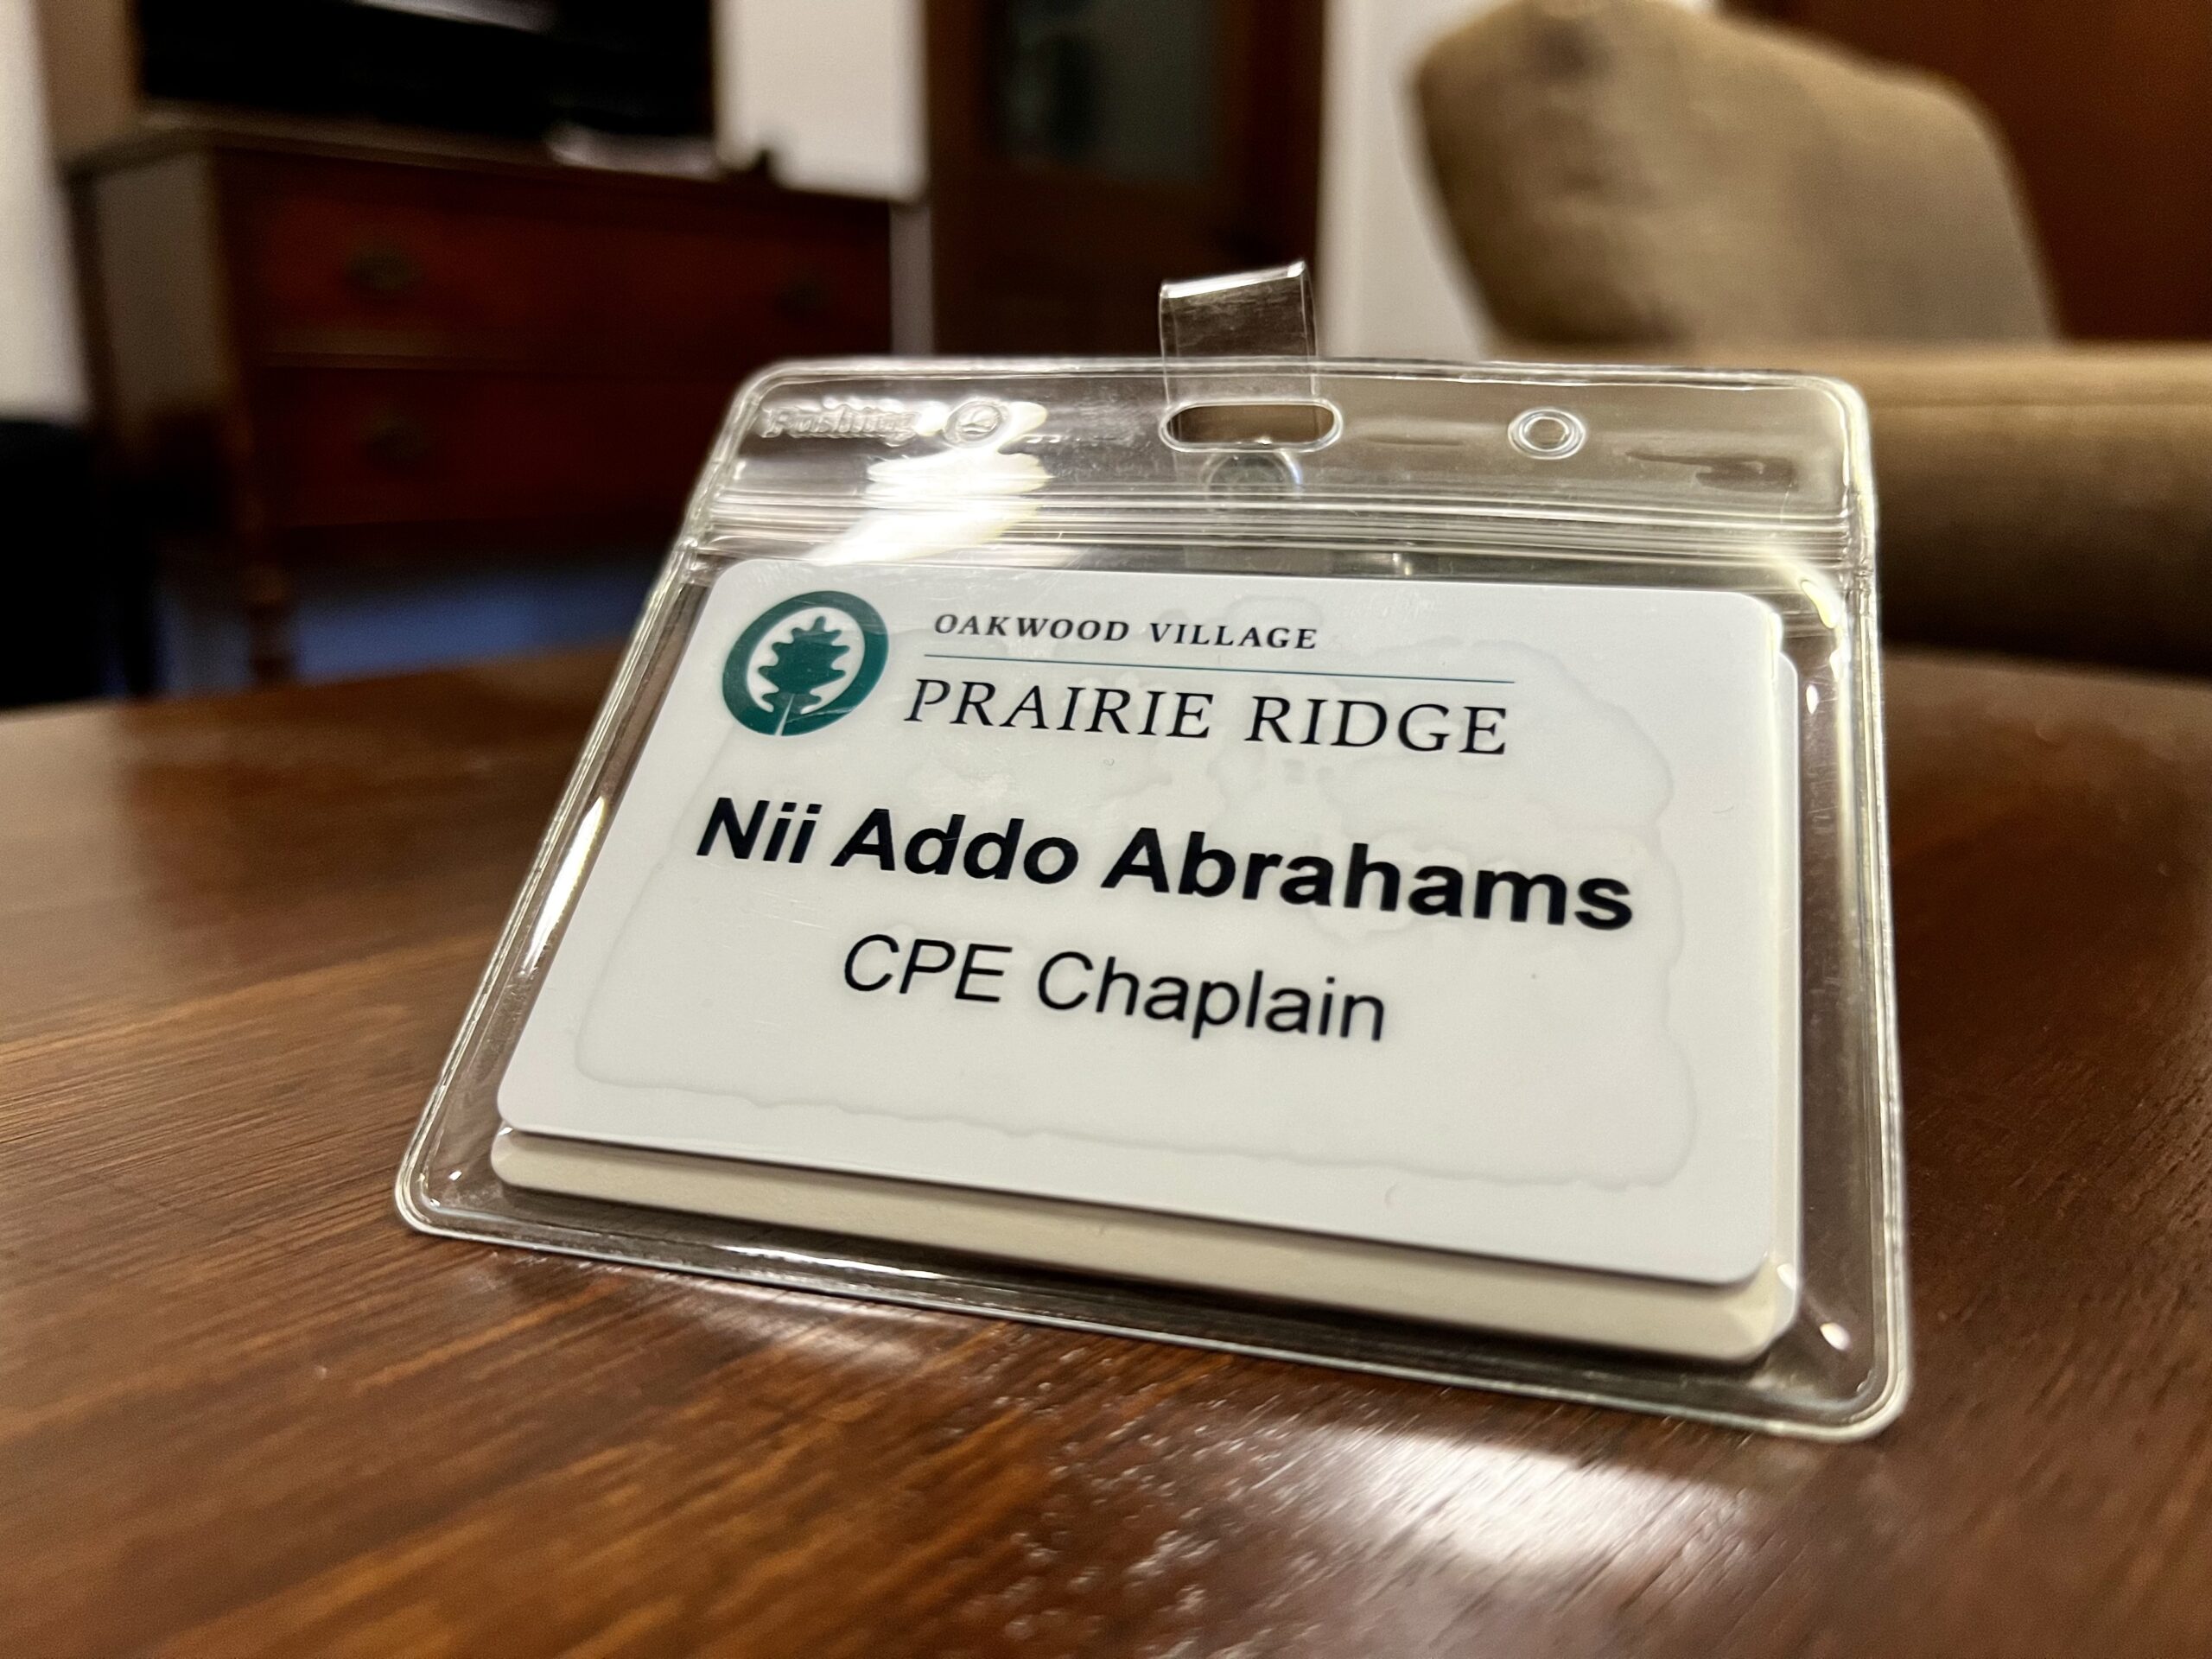 OAKWOOD VILLAGE
PRAIRIE RIDGE
Nii Addo Abrahams
CPE Chaplain